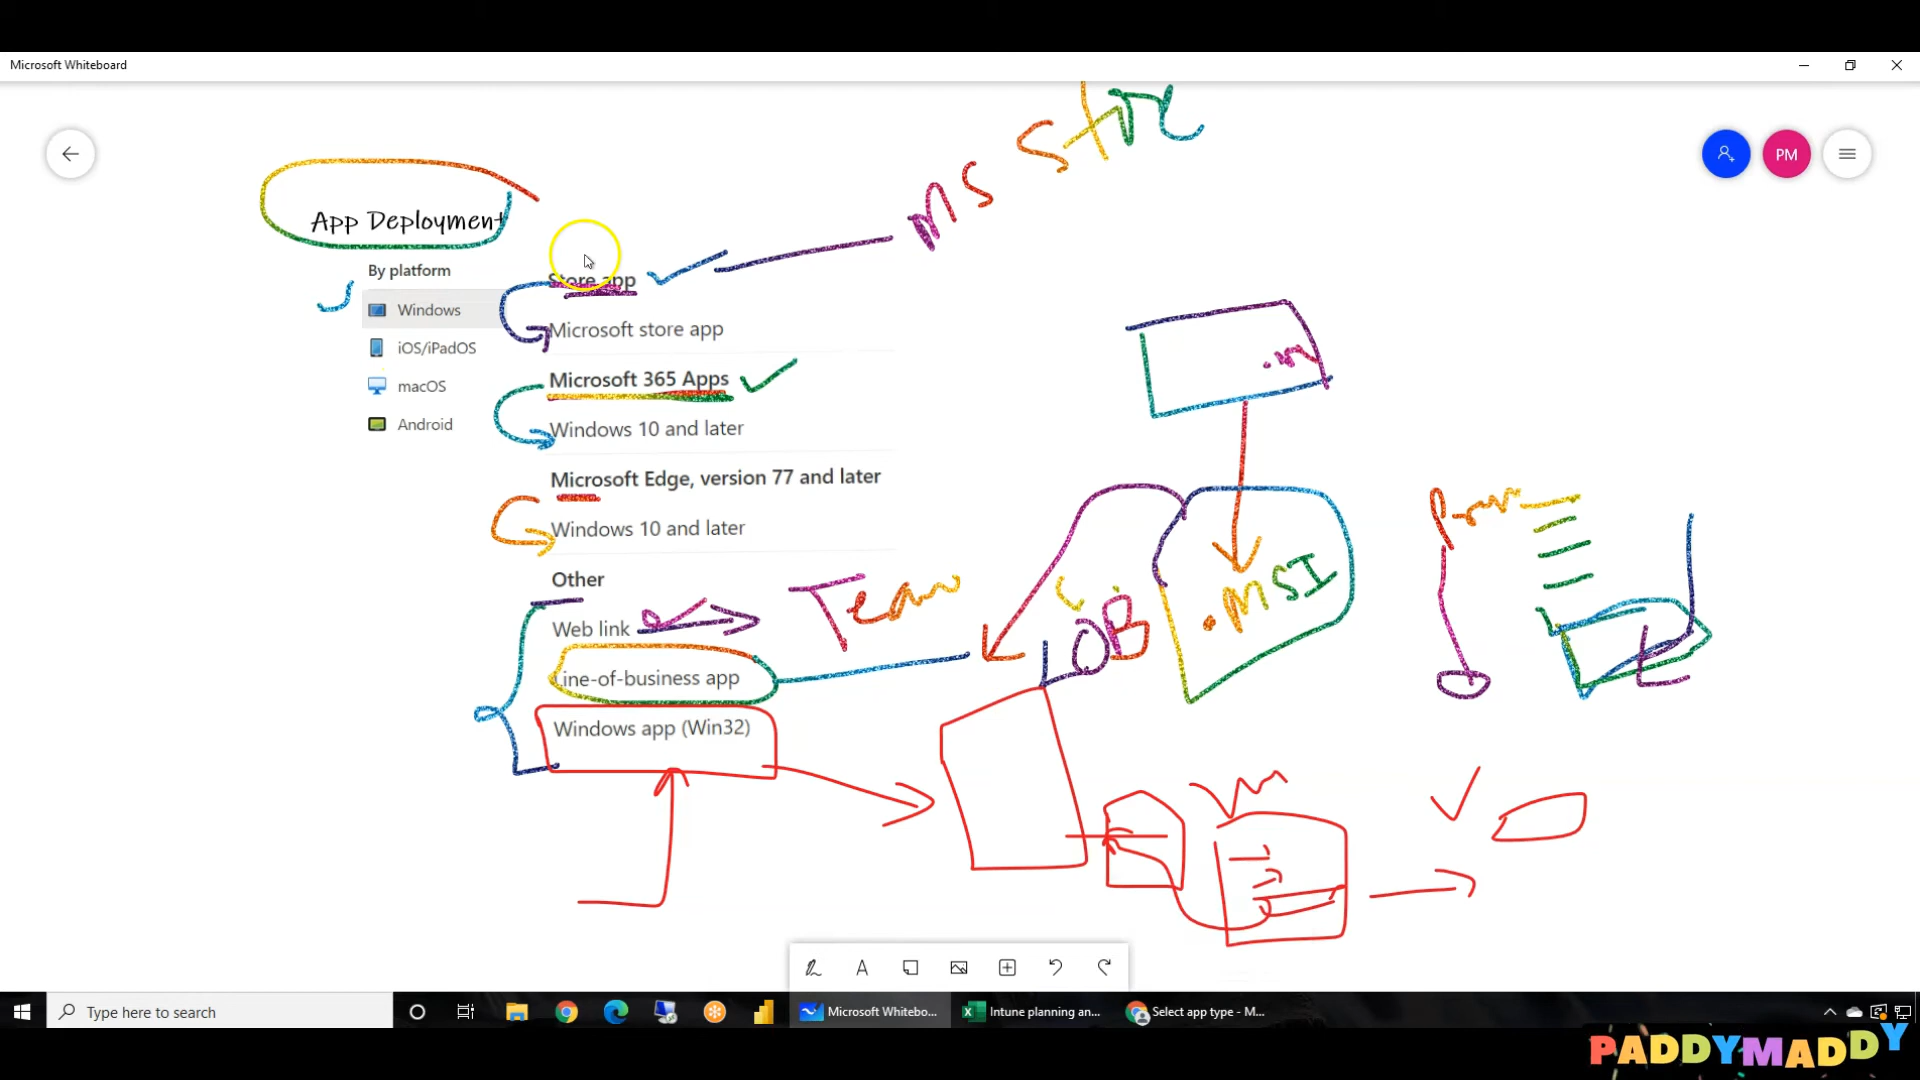 Microsoft Whiteboard
MS Store
PM
App Deployment
By platform
Windows
iOS/iPadOS
macOS
Android
Store app
Microsoft store app
Microsoft 365 Apps
Windows 10 and later
Microsoft Edge, version 77 and later
Windows 10 and later
Other
Web link
Team
Line-of-business app
LOB
.MSI
.m
Windows app (Win32)
Type here to search
Microsoft Whitebo...
Intune planning an...
Select app type - M...
PADDYMADDY